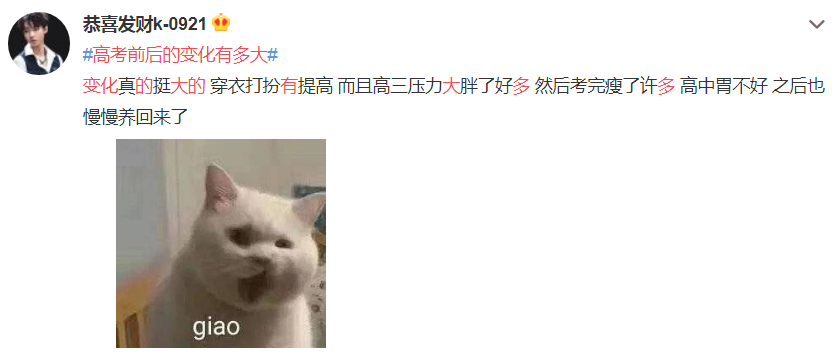 恭喜发财k-0921
#高考前后的变化有多大#
变化真的挺大的 穿衣打扮有提高 而且高三压力大胖了好多 然后考完瘦了许多 高中胃不好 之后也
慢慢养回来了
giao